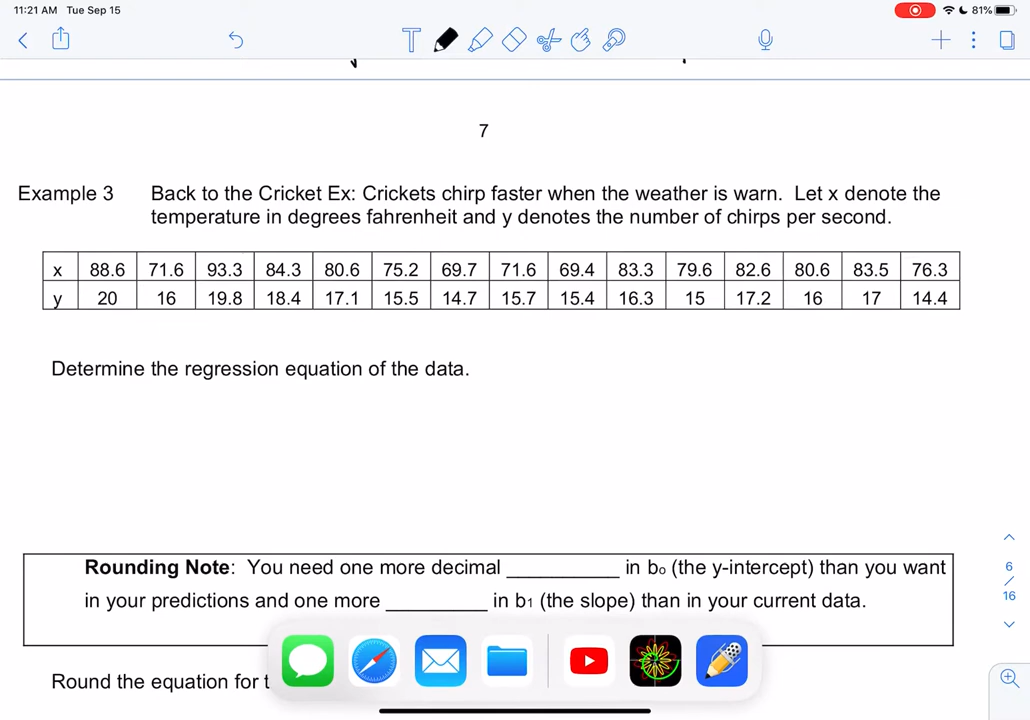 11:21 AM Tue Sep 15 81%
7
Example 3 Back to the Cricket Ex: Crickets chirp faster when the weather is warn. Let x denote the
temperature in degrees fahrenheit and y denotes the number of chirps per second.
x 88.6 71.6 93.3 84.3 80.6 75.2 69.7 71.6 69.4 83.3 79.6 82.6 80.6 83.5 76.3
y 20 16 19.8 18.4 17.1 15.5 14.7 15.7 15.4 16.3 15 17.2 16 17 14.4
Determine the regression equation of the data.
Rounding Note: You need one more decimal __________ in b₀ (the y-intercept) than you want
in your predictions and one more _________ in b₁ (the slope) than in your current data.
6
/
16
Round the equation for t